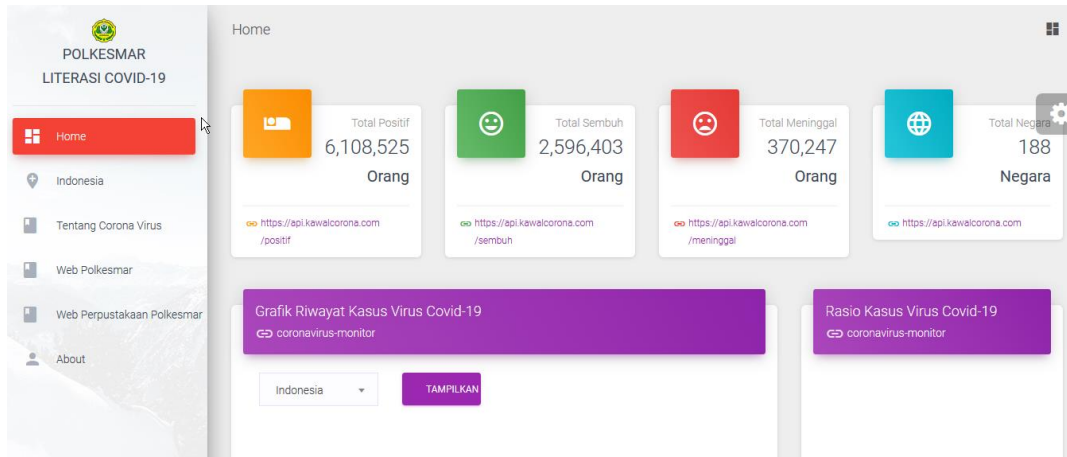 POLKESMAR
LITERASI COVID-19
Home
Indonesia
Tentang Corona Virus
Web Polkesmar
Web Perpustakaan Polkesmar
About
Home
Total Positif
6,108,525
Orang
https://api.kawalcorona.com
/positif
Total Sembuh
2,596,403
Orang
https://api.kawalcorona.com
/sembuh
Total Meninggal
370,247
Orang
https://api.kawalcorona.com
/meninggal
Total Negara
188
Negara
https://api.kawalcorona.com
Grafik Riwayat Kasus Virus Covid-19
coronavirus-monitor
Indonesia
TAMPILKAN
Rasio Kasus Virus Covid-19
coronavirus-monitor